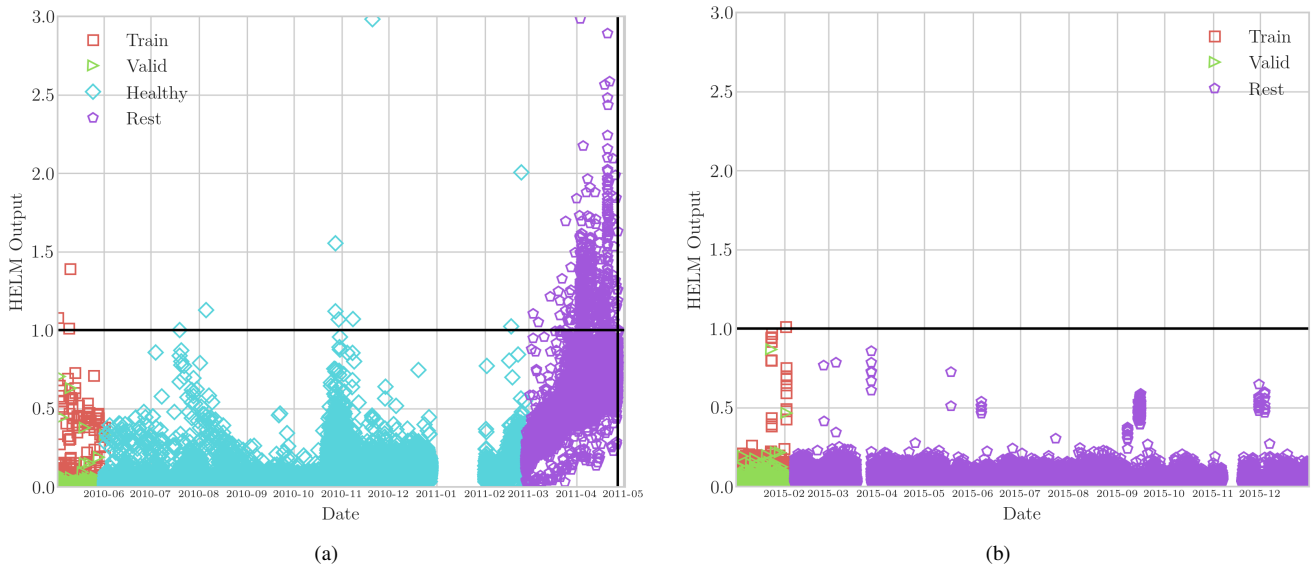 3.0
2.5
2.0
1.5
1.0
0.5
0.0
HELM Output
Train
Valid
Healthy
Rest
2010-06 2010-07 2010-08 2010-09 2010-10 2010-11 2010-12 2011-01 2011-02 2011-03 2011-04 2011-05
Date
(a)
3.0
2.5
2.0
1.5
1.0
0.5
0.0
HELM Output
Train
Valid
Rest
2015-02 2015-03 2015-04 2015-05 2015-06 2015-07 2015-08 2015-09 2015-10 2015-11 2015-12
Date
(b)